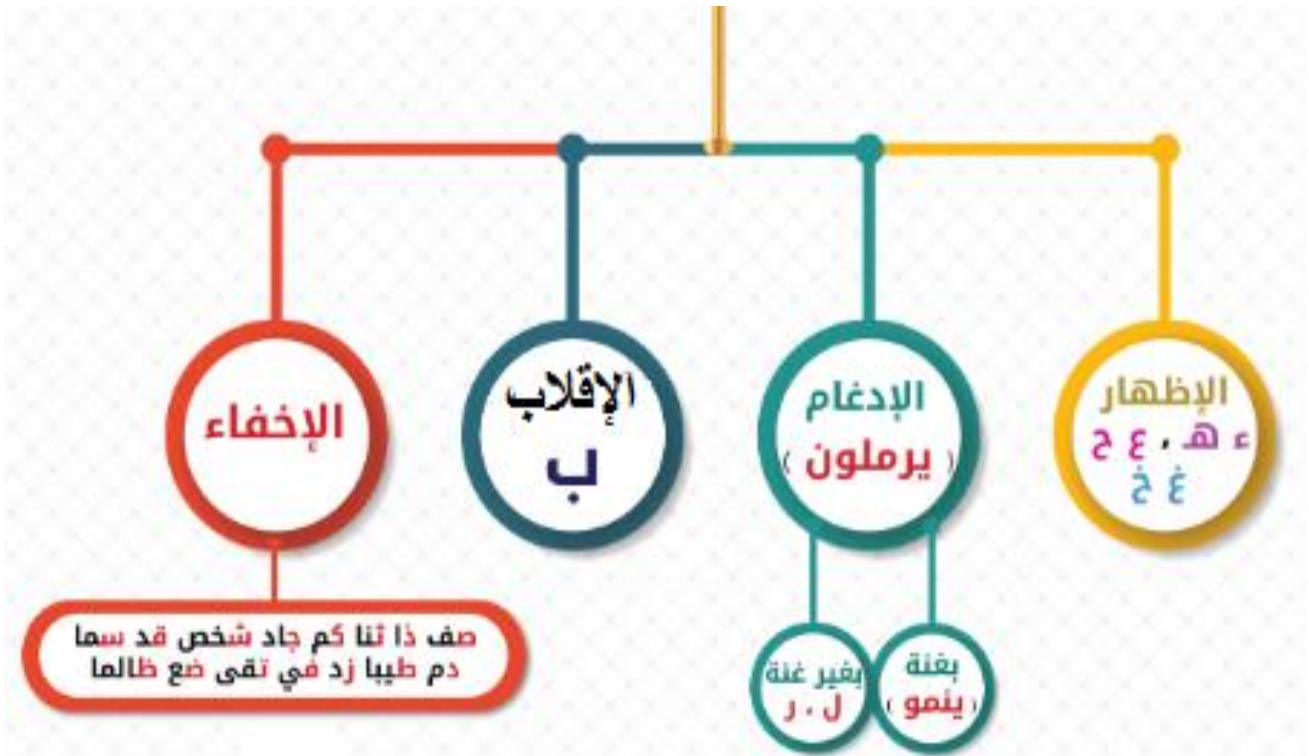 الإظهار
ء هـ ، ع ح
غ خ
الإدغام
( يرملون )
بغنة
( ينمو )
بغير غنة
ل ، ر
الإقلاب
ب
الإخفاء
صف ذا ثنا كم جاد شخص قد سما
دم طيبا زد في تقى ضع ظالما